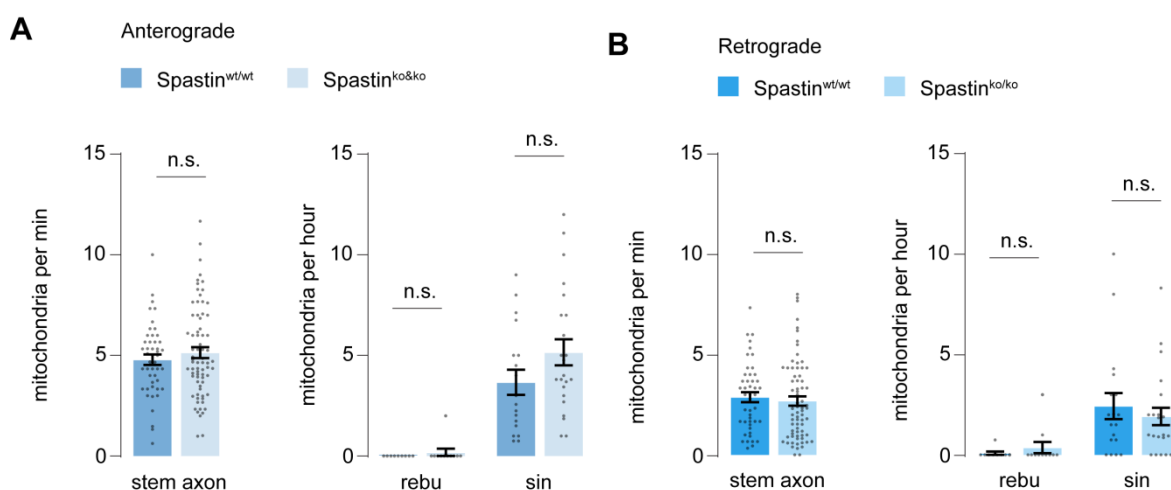 A
Anterograde
Spastinwt/wt
Spastinko&ko
mitochondria per min
15
10
5
0
n.s.
stem axon
mitochondria per hour
15
10
5
0
n.s.
n.s.
rebu
sin
B
Retrograde
Spastinwt/wt
Spastinko/ko
mitochondria per min
15
10
5
0
n.s.
stem axon
mitochondria per hour
15
10
5
0
n.s.
n.s.
rebu
sin